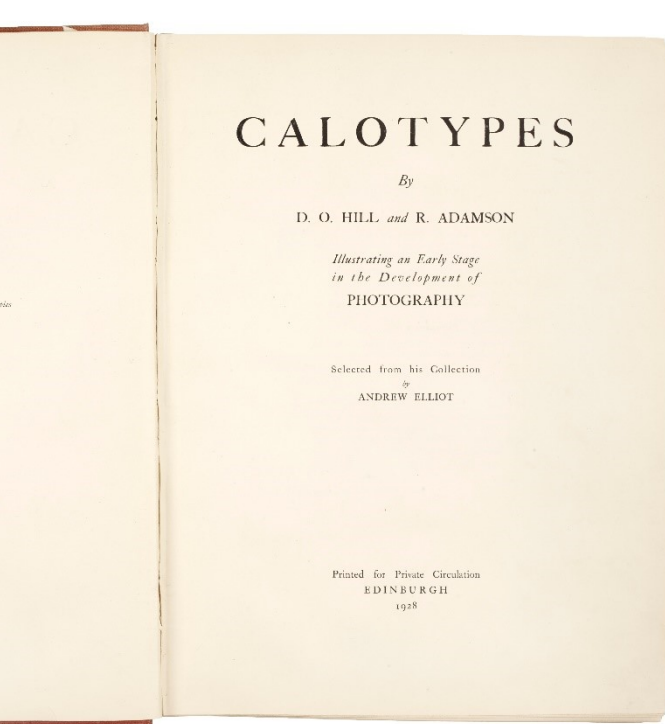 CALOTYPES
By
D. O. HILL and R. ADAMSON
Illustrating an Early Stage
in the Development of
PHOTOGRAPHY
Selected from his Collection
by
ANDREW ELLIOT
Printed for Private Circulation
EDINBURGH
1928